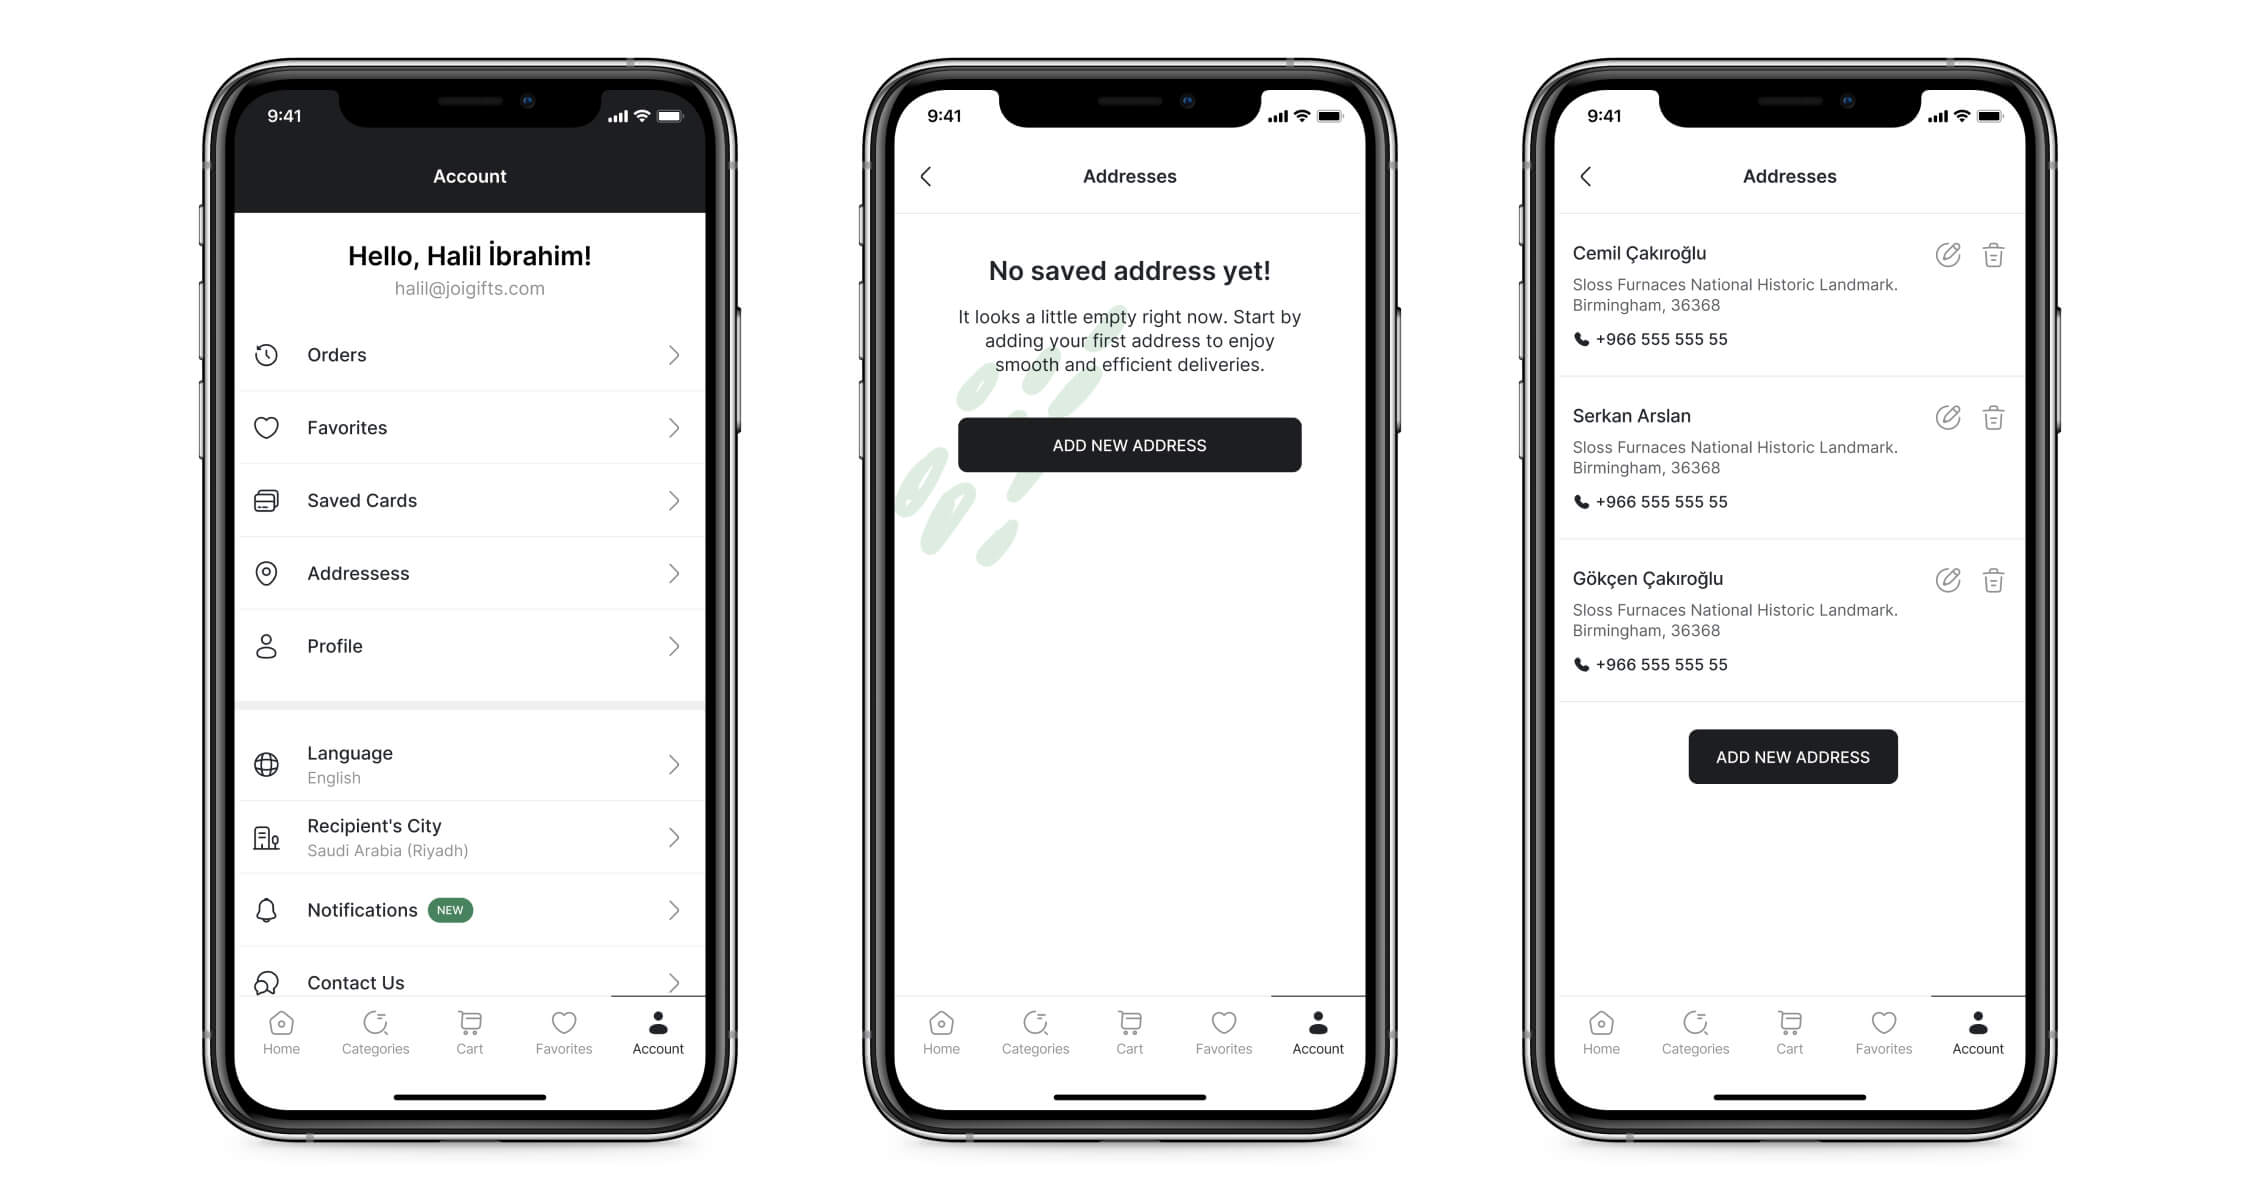 9:41
Account
Hello, Halil İbrahim!
halil@joigifts.com
Orders
Favorites
Saved Cards
Addressess
Profile
Language
English
Recipient's City
Saudi Arabia (Riyadh)
Notifications NEW
Contact Us
Home Categories Cart Favorites Account
9:41
Addresses
No saved address yet!
It looks a little empty right now. Start by
adding your first address to enjoy
smooth and efficient deliveries.
ADD NEW ADDRESS
Home Categories Cart Favorites Account
9:41
Addresses
Cemil Çakıroğlu
Sloss Furnaces National Historic Landmark.
Birmingham, 36368
+966 555 555 55
Serkan Arslan
Sloss Furnaces National Historic Landmark.
Birmingham, 36368
+966 555 555 55
Gökçen Çakıroğlu
Sloss Furnaces National Historic Landmark.
Birmingham, 36368
+966 555 555 55
ADD NEW ADDRESS
Home Categories Cart Favorites Account